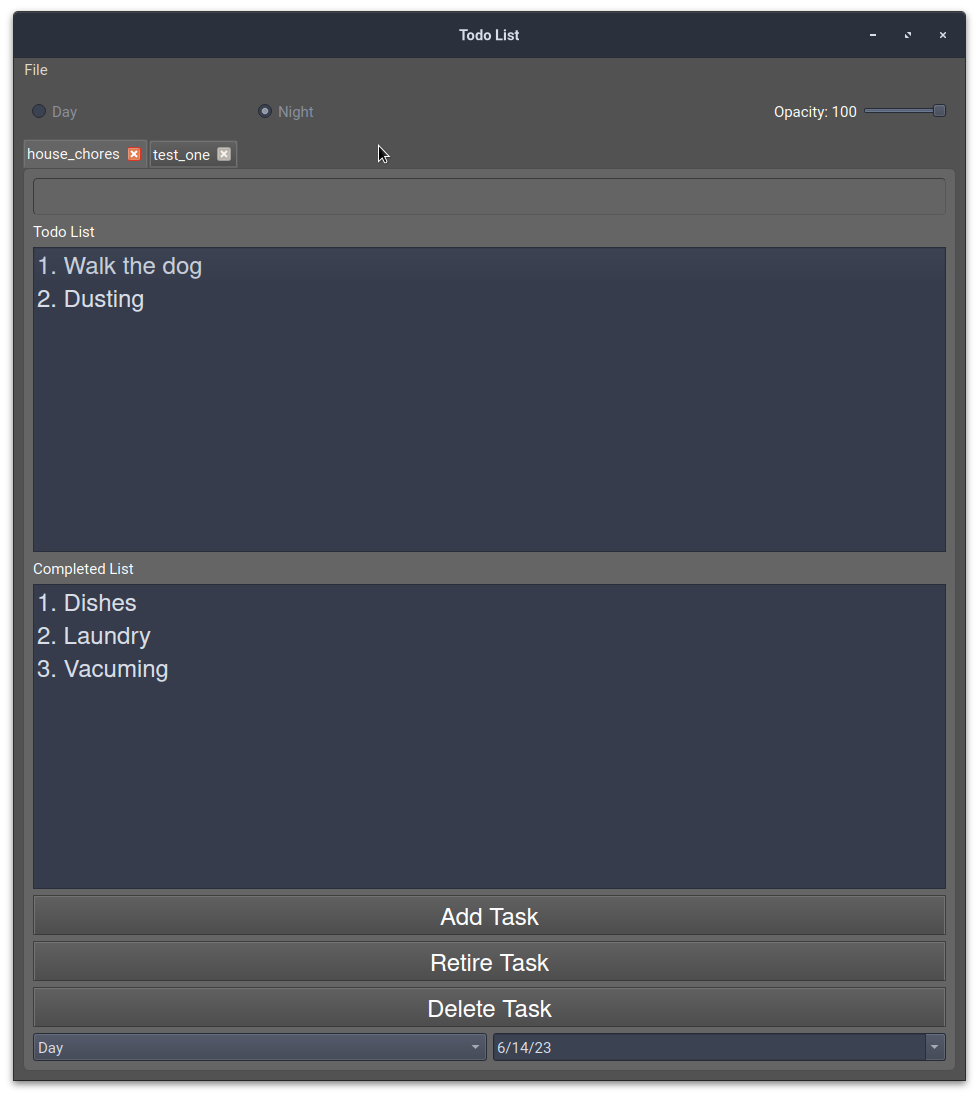 Todo List
File
Day Night Opacity: 100
house_chores test_one
Todo List
1. Walk the dog
2. Dusting
Completed List
1. Dishes
2. Laundry
3. Vacuming
Add Task
Retire Task
Delete Task
Day 6/14/23